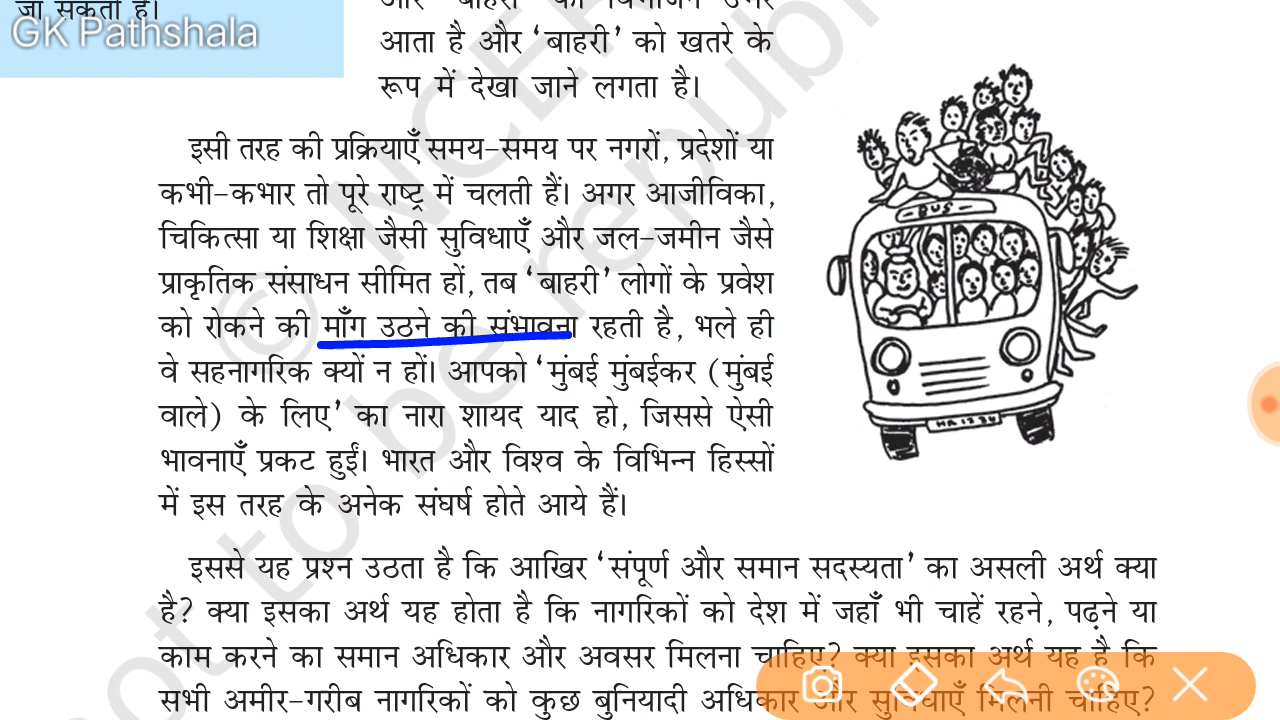 जा सकता है।
GK Pathshala
आता है और ‘बाहरी’ को खतरे के
रूप में देखा जाने लगता है।
इसी तरह की प्रक्रियाएँ समय-समय पर नगरों, प्रदेशों या
कभी-कभार तो पूरे राष्ट्र में चलती हैं। अगर आजीविका,
चिकित्सा या शिक्षा जैसी सुविधाएँ और जल-जमीन जैसे
प्राकृतिक संसाधन सीमित हों, तब ‘बाहरी’ लोगों के प्रवेश
को रोकने की माँग उठने की संभावना रहती है, भले ही
वे सहनागरिक क्यों न हों। आपको ‘मुंबई मुंबईकर (मुंबई
वाले) के लिए’ का नारा शायद याद हो, जिससे ऐसी
भावनाएँ प्रकट हुईं। भारत और विश्व के विभिन्न हिस्सों
में इस तरह के अनेक संघर्ष होते आये हैं।
-BUS-
इससे यह प्रश्न उठता है कि आखिर ‘संपूर्ण और समान सदस्यता’ का असली अर्थ क्या
है? क्या इसका अर्थ यह होता है कि नागरिकों को देश में जहाँ भी चाहें रहने, पढ़ने या
काम करने का समान अधिकार और अवसर मिलना चाहिए? क्या इसका अर्थ यह है कि
सभी अमीर-गरीब नागरिकों को कुछ बुनियादी अधिकार और सुविधाएँ मिलनी चाहिए?